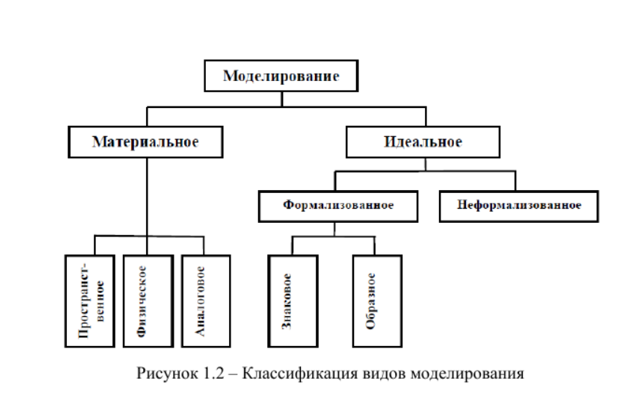 Моделирование
Материальное
Идеальное
Формализованное
Неформализованное
Пространст-
венное
Физическое
Аналоговое
Знаковое
Образное
Рисунок 1.2 – Классификация видов моделирования